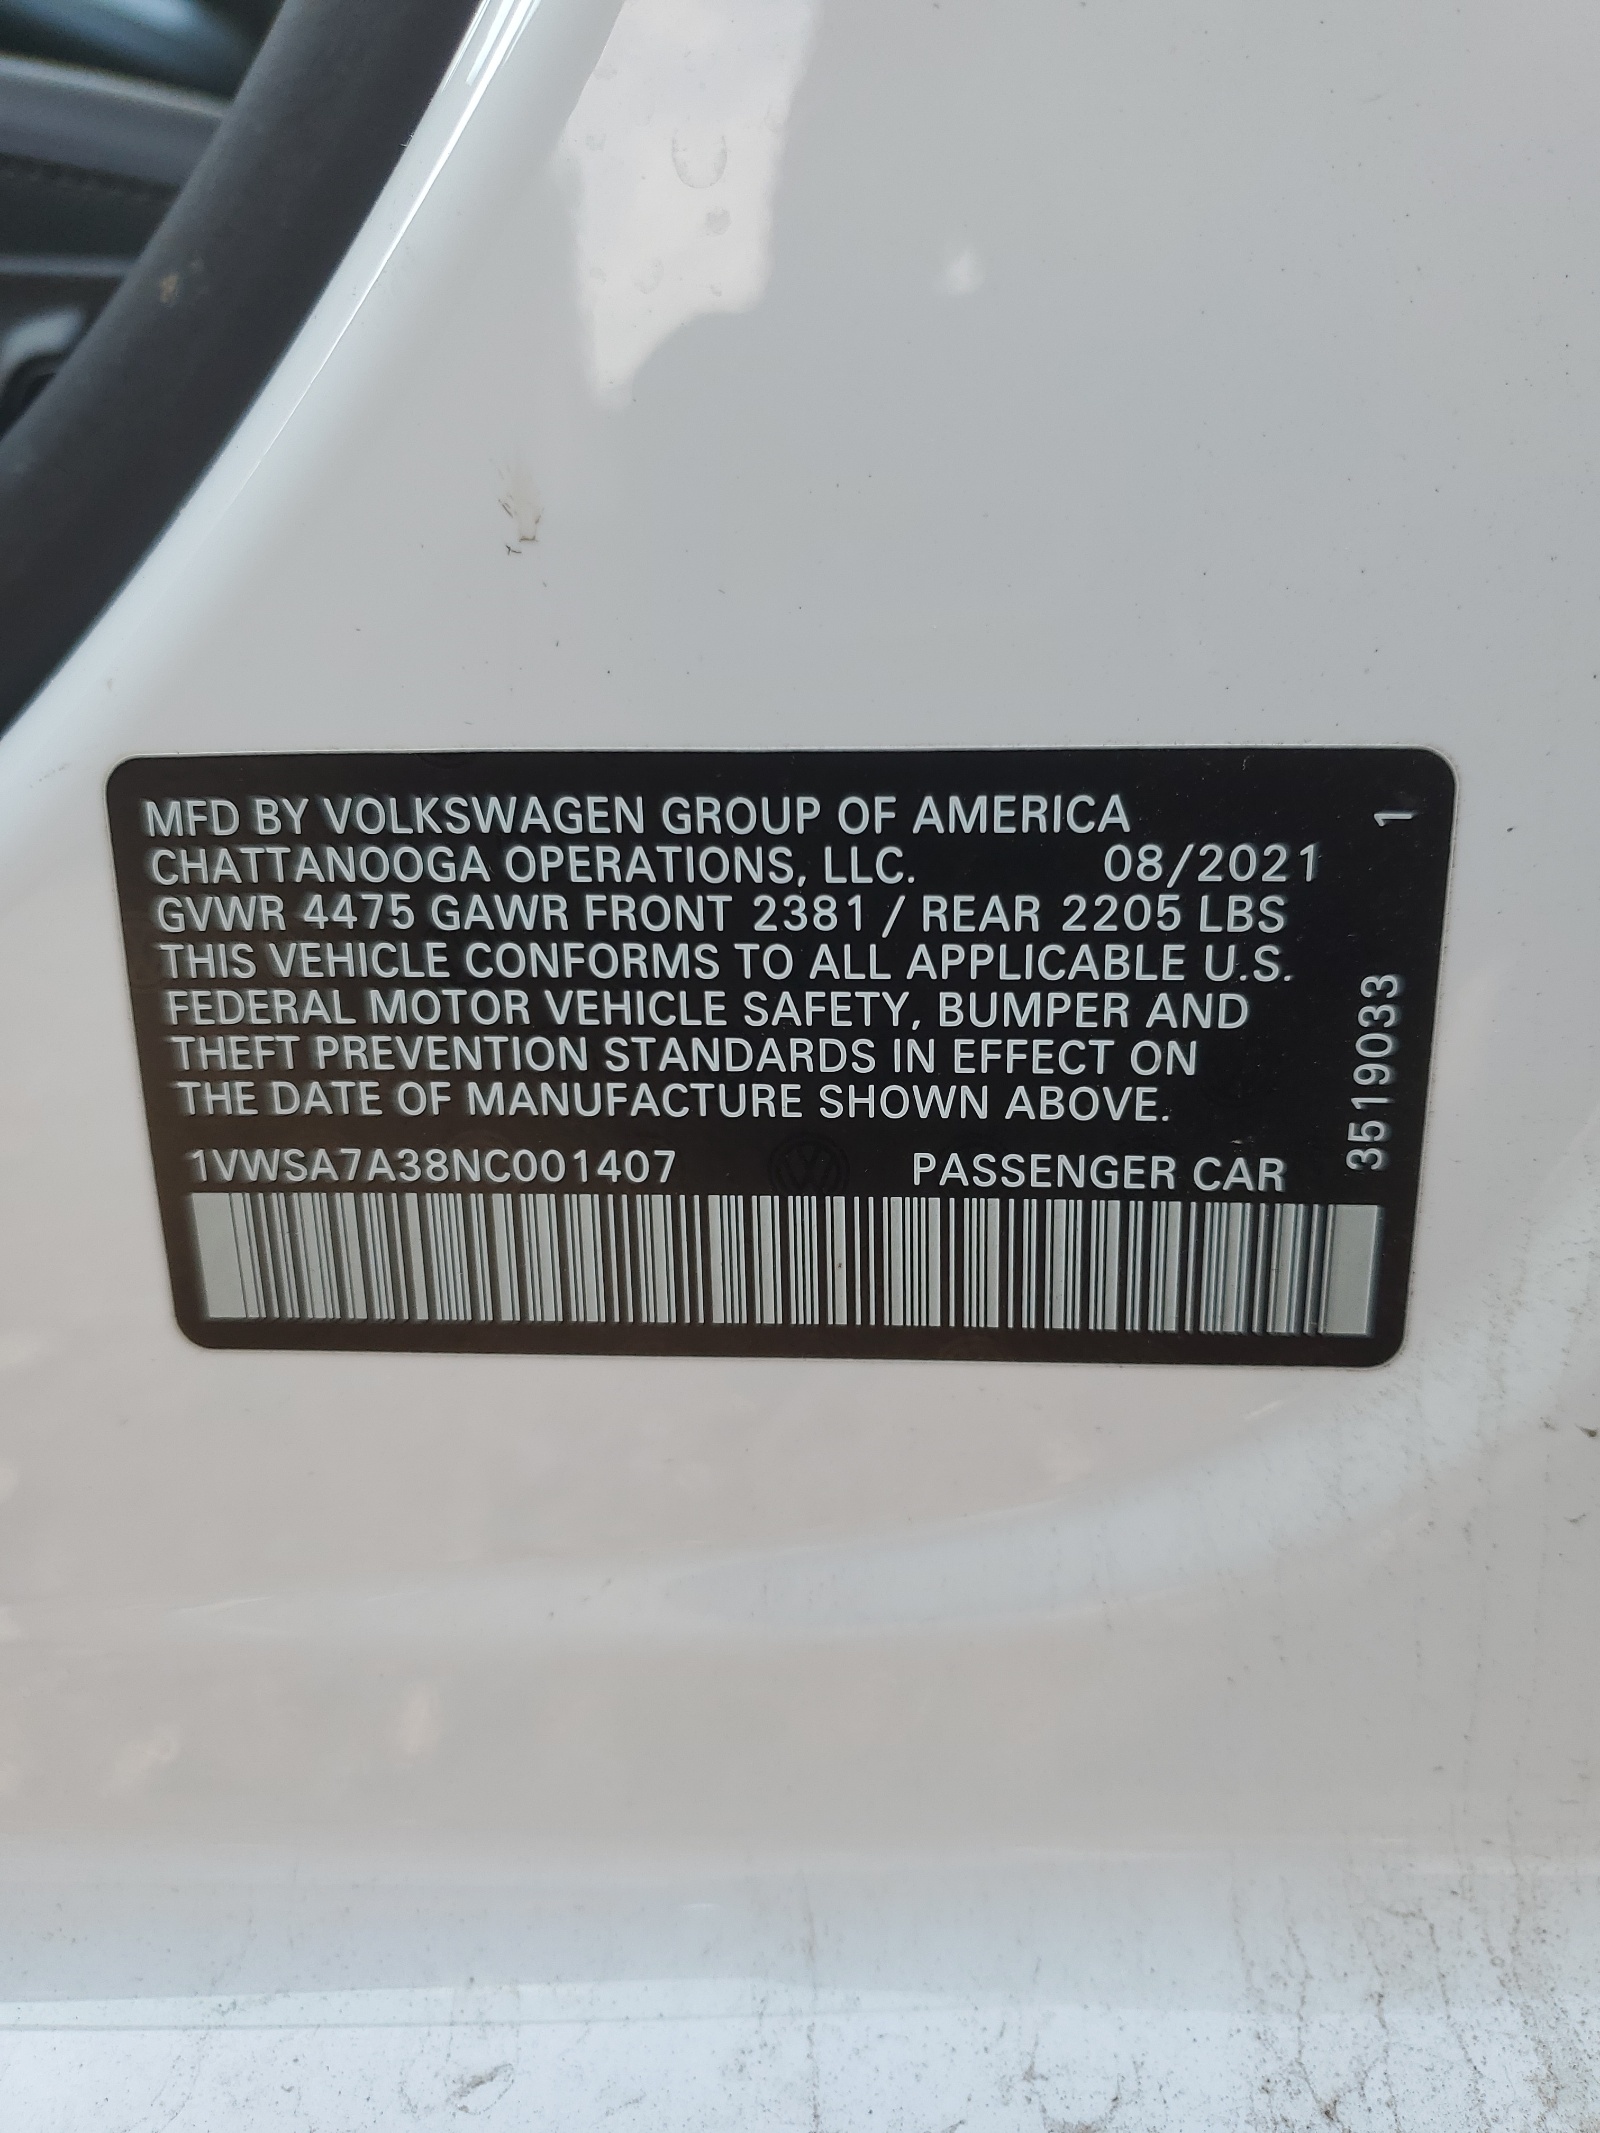 MFD BY VOLKSWAGEN GROUP OF AMERICA
CHATTANOOGA OPERATIONS, LLC. 08/2021
GVWR 4475 GAWR FRONT 2381 / REAR 2205 LBS
THIS VEHICLE CONFORMS TO ALL APPLICABLE U.S.
FEDERAL MOTOR VEHICLE SAFETY, BUMPER AND
THEFT PREVENTION STANDARDS IN EFFECT ON
THE DATE OF MANUFACTURE SHOWN ABOVE.
1VWSA7A38NC001407 PASSENGER CAR
3519033 1